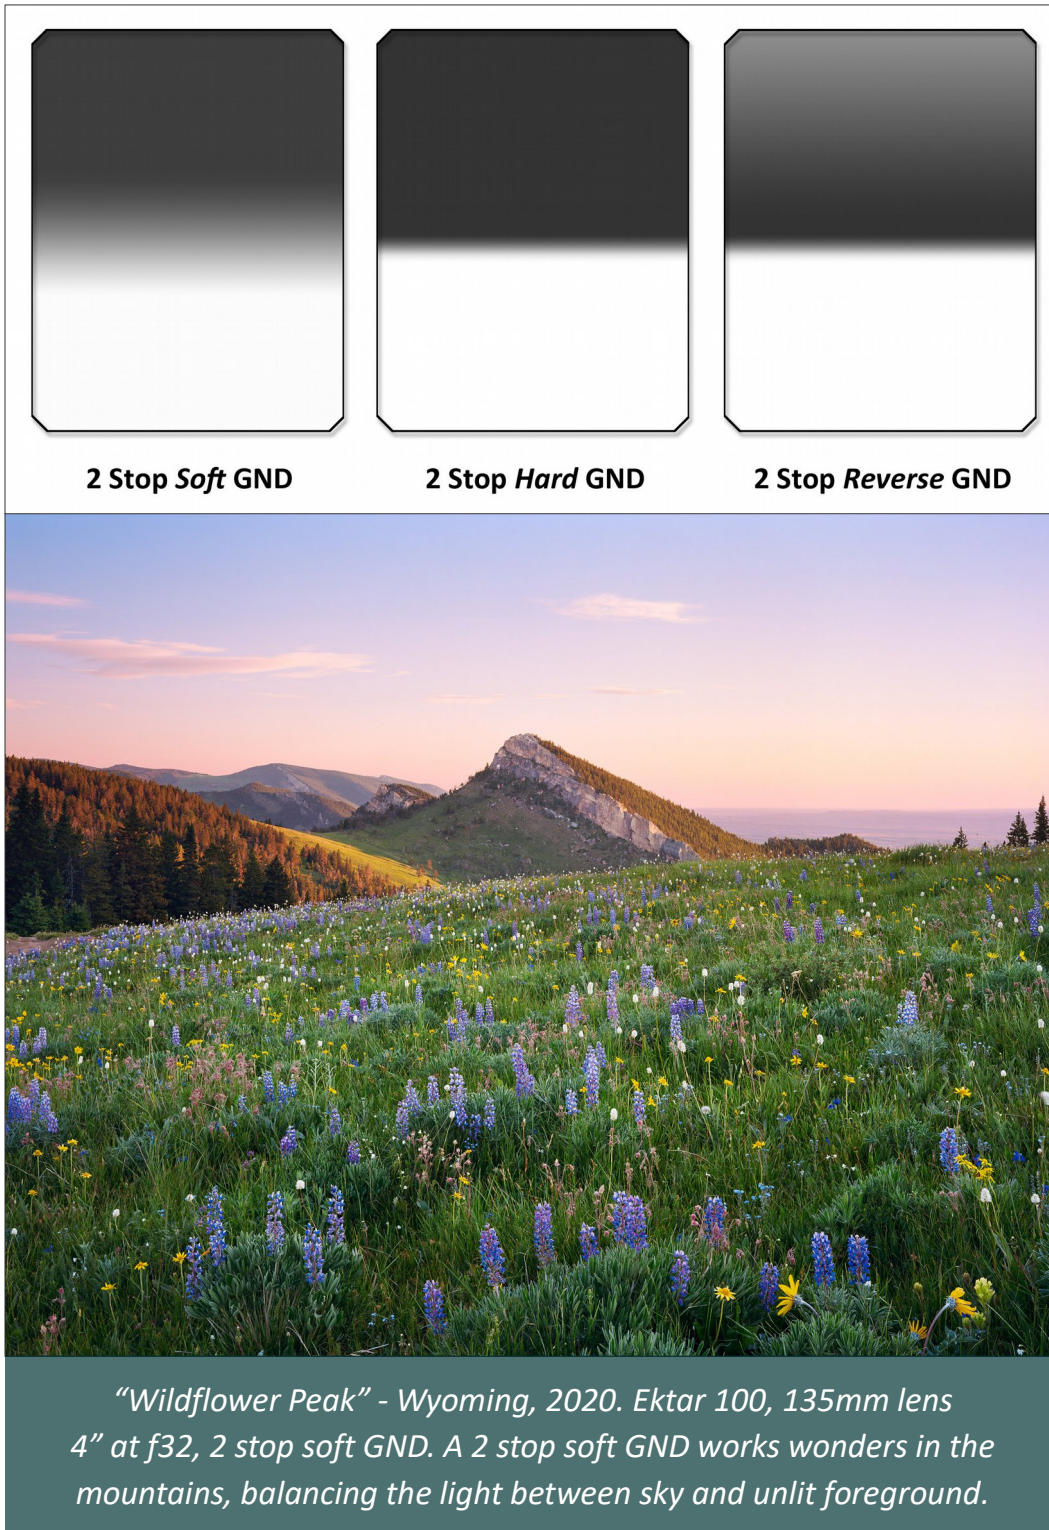 2 Stop Soft GND
2 Stop Hard GND
2 Stop Reverse GND
“Wildflower Peak” - Wyoming, 2020. Ektar 100, 135mm lens
4” at f32, 2 stop soft GND. A 2 stop soft GND works wonders in the
mountains, balancing the light between sky and unlit foreground.